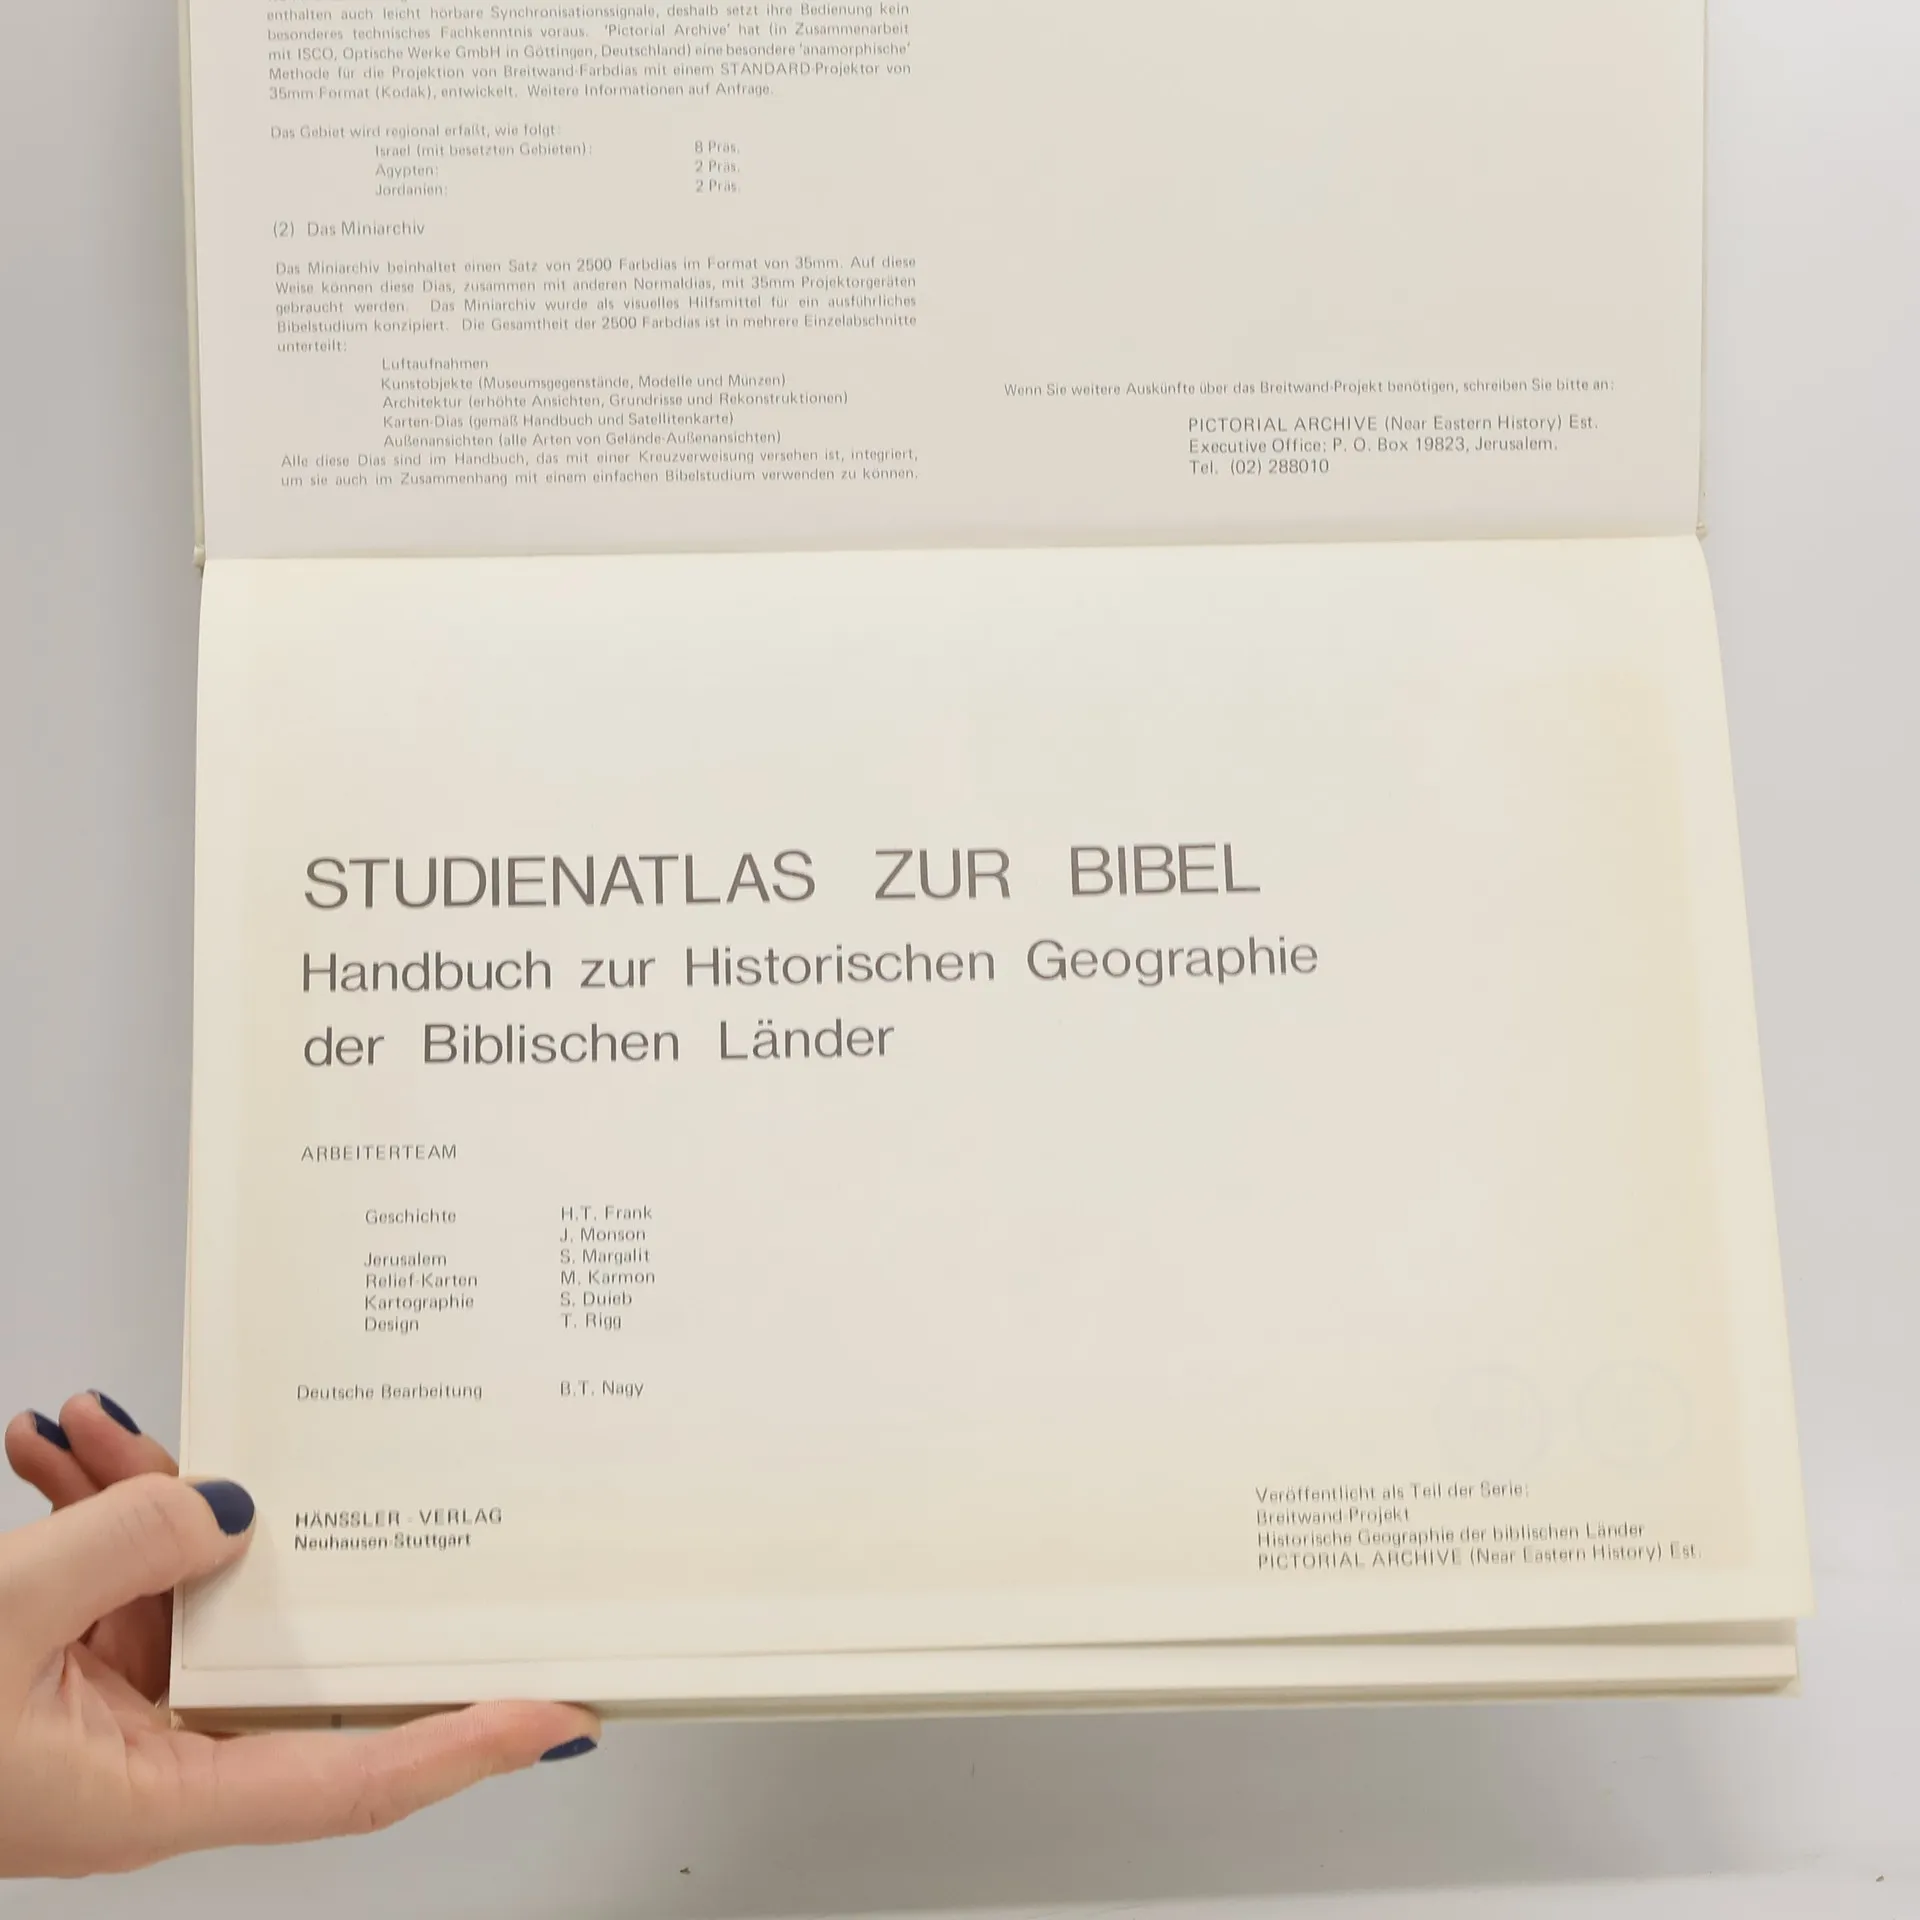 enthalten auch leicht hörbare Synchronisationssignale, deshalb setzt ihre Bedienung kein
besonderes technisches Fachkenntnis voraus. 'Pictorial Archive' hat (in Zusammenarbeit
mit ISCO, Optische Werke GmbH in Göttingen, Deutschland) eine besondere 'anamorphische'
Methode für die Projektion von Breitwand-Farbdias mit einem STANDARD-Projektor von
35mm-Format (Kodak), entwickelt. Weitere Informationen auf Anfrage.
Das Gebiet wird regional erfaßt, wie folgt:
Israel (mit besetzten Gebieten): 8 Präs.
Ägypten: 2 Präs.
Jordanien: 2 Präs.
(2) Das Miniarchiv
Das Miniarchiv beinhaltet einen Satz von 2500 Farbdias im Format von 35mm. Auf diese
Weise können diese Dias, zusammen mit anderen Normaldias, mit 35mm Projektorgeräten
gebraucht werden. Das Miniarchiv wurde als visuelles Hilfsmittel für ein ausführliches
Bibelstudium konzipiert. Die Gesamtheit der 2500 Farbdias ist in mehrere Einzelabschnitte
unterteilt:
Luftaufnahmen
Kunstobjekte (Museumsgegenstände, Modelle und Münzen)
Architektur (erhöhte Ansichten, Grundrisse und Rekonstruktionen)
Karten-Dias (gemäß Handbuch und Satellitenkarte)
Außenansichten (alle Arten von Gelände-Außenansichten)
Alle diese Dias sind im Handbuch, das mit einer Kreuzverweisung versehen ist, integriert,
um sie auch im Zusammenhang mit einem einfachen Bibelstudium verwenden zu können.
Wenn Sie weitere Auskünfte über das Breitwand-Projekt benötigen, schreiben Sie bitte an:
PICTORIAL ARCHIVE (Near Eastern History) Est.
Executive Office: P. O. Box 19823, Jerusalem.
Tel. (02) 288010
STUDIENATLAS ZUR BIBEL
Handbuch zur Historischen Geographie
der Biblischen Länder
ARBEITERTEAM
Geschichte H.T. Frank
J. Monson
Jerusalem S. Margalit
Relief-Karten M. Karmon
Kartographie S. Duieb
Design T. Rigg
Deutsche Bearbeitung B.T. Nagy
HÄNSSLER - VERLAG
Neuhausen-Stuttgart
Veröffentlicht als Teil der Serie:
Breitwand-Projekt
Historische Geographie der biblischen Länder
PICTORIAL ARCHIVE (Near Eastern History) Est.